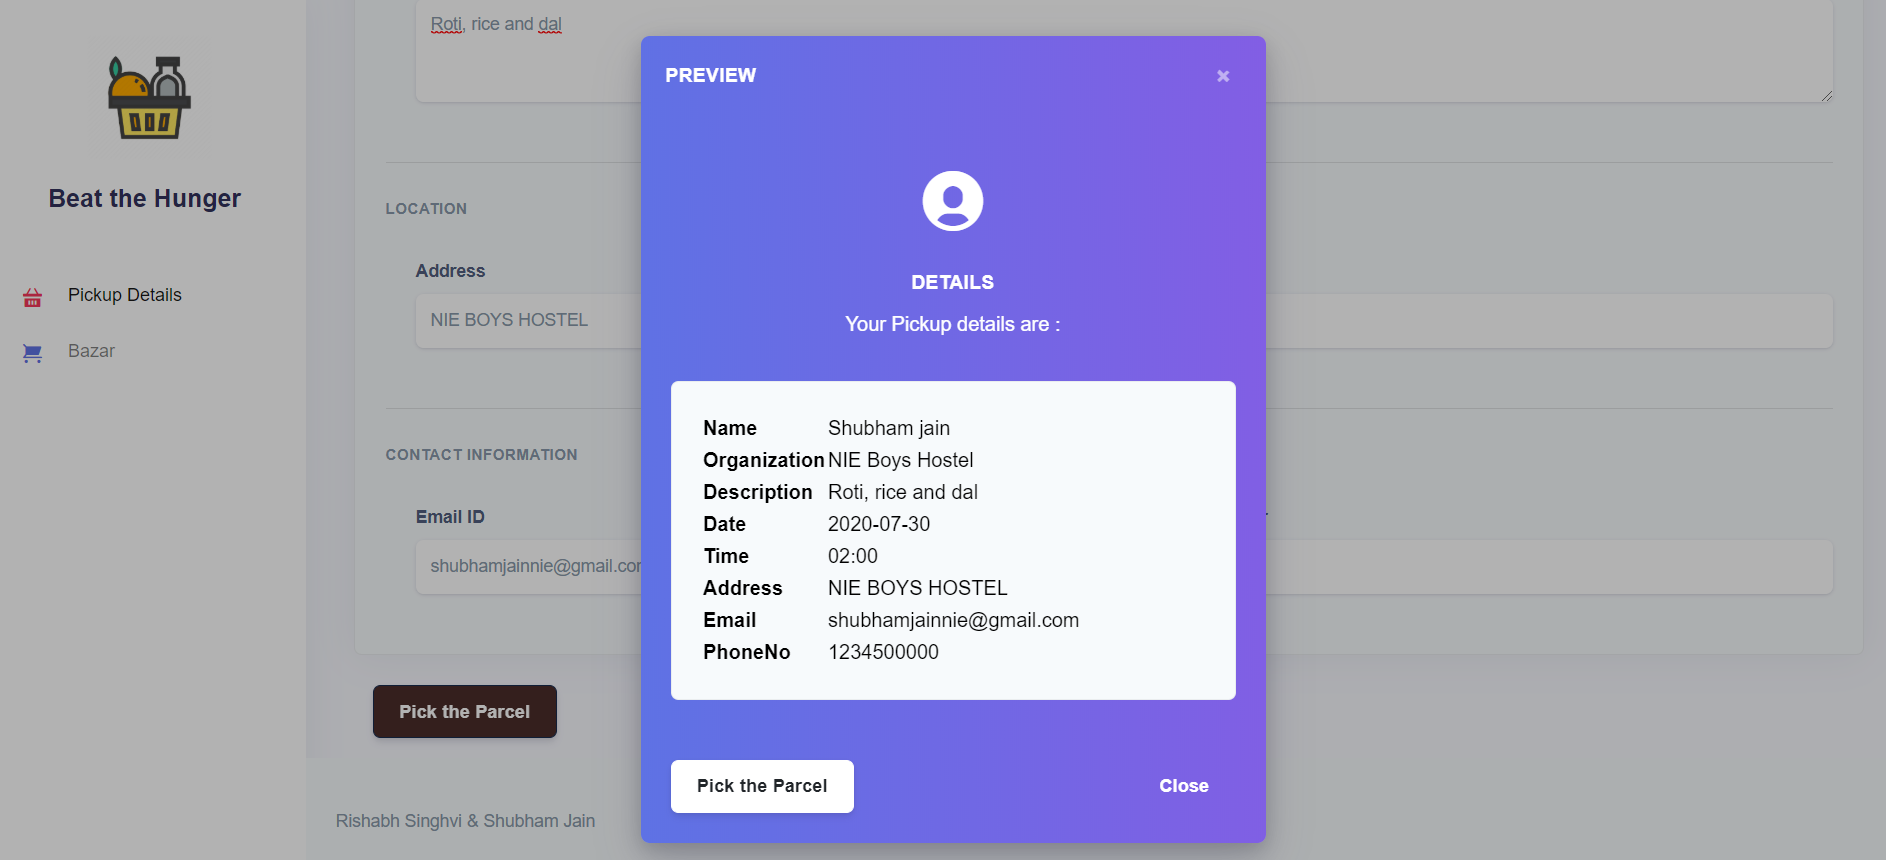 Roti, rice and dal
Beat the Hunger
Pickup Details
Bazar
LOCATION
Address
NIE BOYS HOSTEL
CONTACT INFORMATION
Email ID
shubhamjainnie@gmail.com
Pick the Parcel
Rishabh Singhvi & Shubham Jain
PREVIEW
×
DETAILS
Your Pickup details are :
Name Shubham jain
Organization NIE Boys Hostel
Description Roti, rice and dal
Date 2020-07-30
Time 02:00
Address NIE BOYS HOSTEL
Email shubhamjainnie@gmail.com
PhoneNo 1234500000
Pick the Parcel
Close